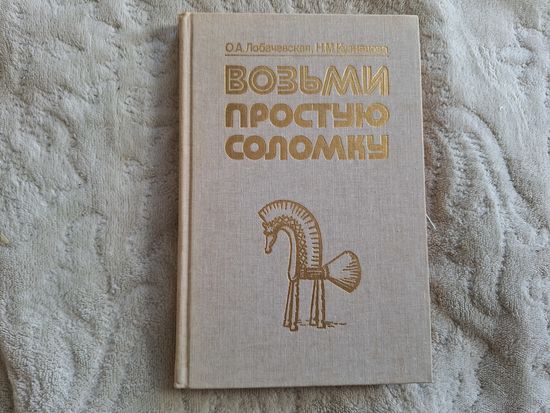 О.А.Лобачевская, Н.М.Кузнецова
ВОЗЬМИ
ПРОСТУЮ
СОЛОМКУ